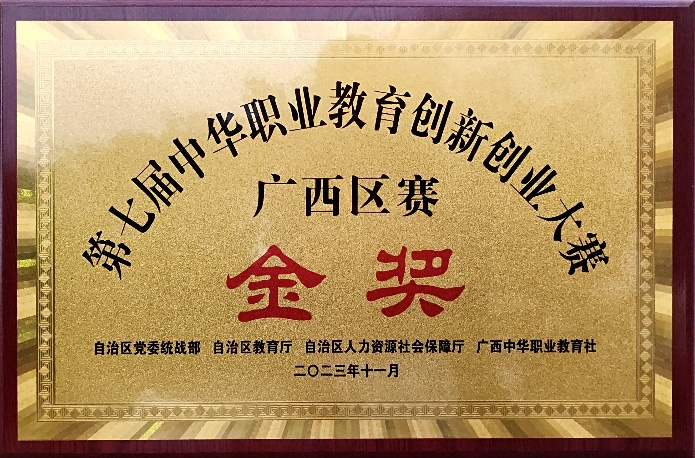 第七届中华职业教育创新创业大赛
广西区赛
金奖
自治区党委统战部 自治区教育厅 自治区人力资源社会保障厅 广西中华职业教育社
二〇二三年十一月